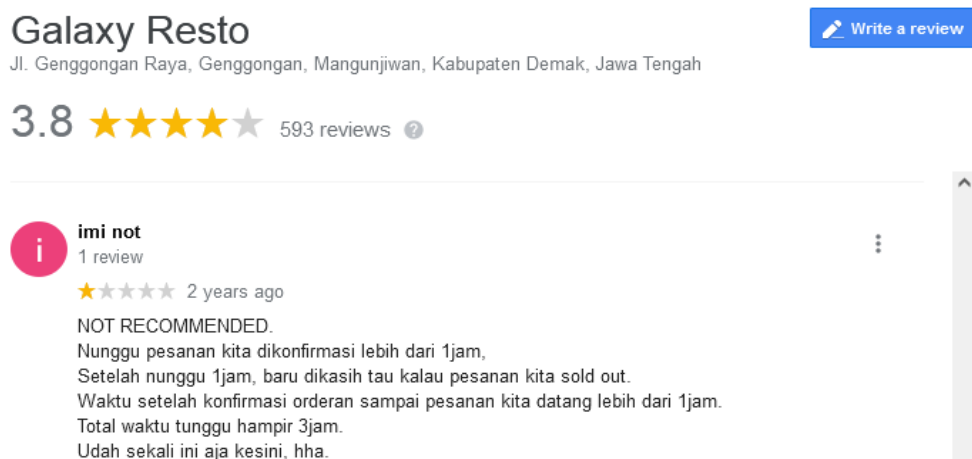 Galaxy Resto
Write a review
Jl. Genggongan Raya, Genggongan, Mangunjiwan, Kabupaten Demak, Jawa Tengah
3.8 593 reviews ?
i
imi not
1 review
2 years ago
NOT RECOMMENDED.
Nunggu pesanan kita dikonfirmasi lebih dari 1jam,
Setelah nunggu 1jam, baru dikasih tau kalau pesanan kita sold out.
Waktu setelah konfirmasi orderan sampai pesanan kita datang lebih dari 1jam.
Total waktu tunggu hampir 3jam.
Udah sekali ini aja kesini, hha.